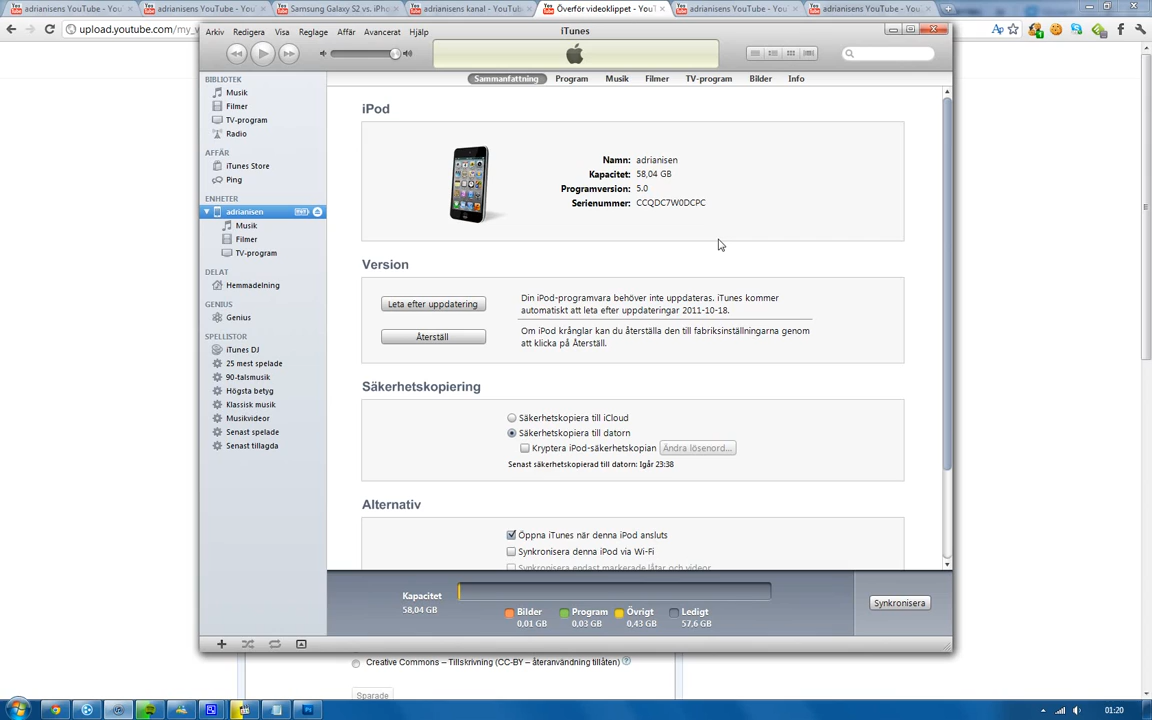 adrianisens YouTube
adrianisens YouTube -
Samsung Galaxy S2 vs. iPho
adrianisens kanal - YouTub
Överför videoklippet - YouT
adrianisens YouTube - You
adrianisens YouTube - You
upload.youtube.com/my_v
iTunes
Arkiv Redigera Visa Reglage Affär Avancerat Hjälp
Sammanfattning Program Musik Filmer TV-program Bilder Info
BIBLIOTEK
Musik
Filmer
TV-program
Radio
AFFÄR
iTunes Store
Ping
ENHETER
adrianisen
Musik
Filmer
TV-program
DELAT
Hemmadelning
GENIUS
Genius
SPELLISTOR
iTunes DJ
25 mest spelade
90-talsmusik
Högsta betyg
Klassisk musik
Musikvideor
Senast spelade
Senast tillagda
iPod
Namn: adrianisen
Kapacitet: 58,04 GB
Programversion: 5.0
Serienummer: CCQDC7W0DCPC
Version
Leta efter uppdatering
Din iPod-programvara behöver inte uppdateras. iTunes kommer
automatiskt att leta efter uppdateringar 2011-10-18.
Återställ
Om iPod krånglar kan du återställa den till fabriksinställningarna genom
att klicka på Återställ.
Säkerhetskopiering
Säkerhetskopiera till iCloud
Säkerhetskopiera till datorn
Kryptera iPod-säkerhetskopian Ändra lösenord...
Senast säkerhetskopierad till datorn: Igår 23:38
Alternativ
Öppna iTunes när denna iPod ansluts
Synkronisera denna iPod via Wi-Fi
Synkronisera endast markerade låtar och videor
Kapacitet
58,04 GB
Bilder
0,01 GB
Program
0,03 GB
Övrigt
0,43 GB
Ledigt
57,6 GB
Synkronisera
Creative Commons – Tillskrivning (CC-BY – återanvändning tillåten)
Sparade
01:20